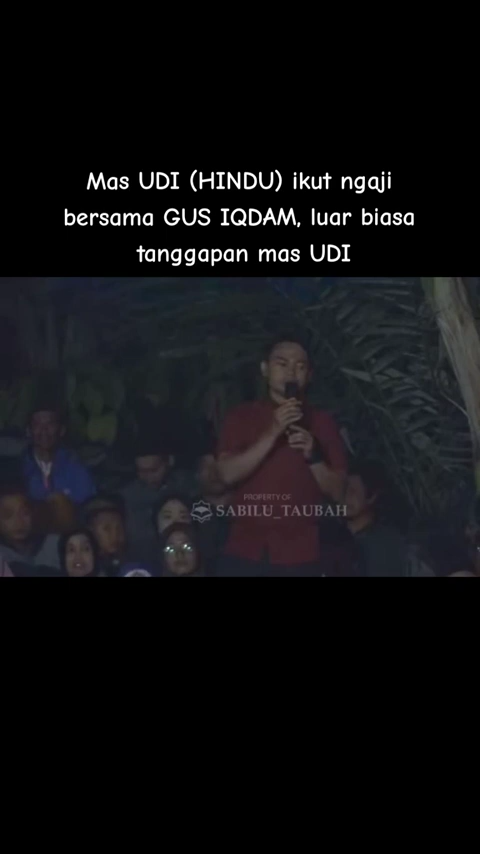 Mas UDI (HINDU) ikut ngaji
bersama GUS IQDAM, luar biasa
tanggapan mas UDI
PROPERTY OF
SABILU_TAUBAH